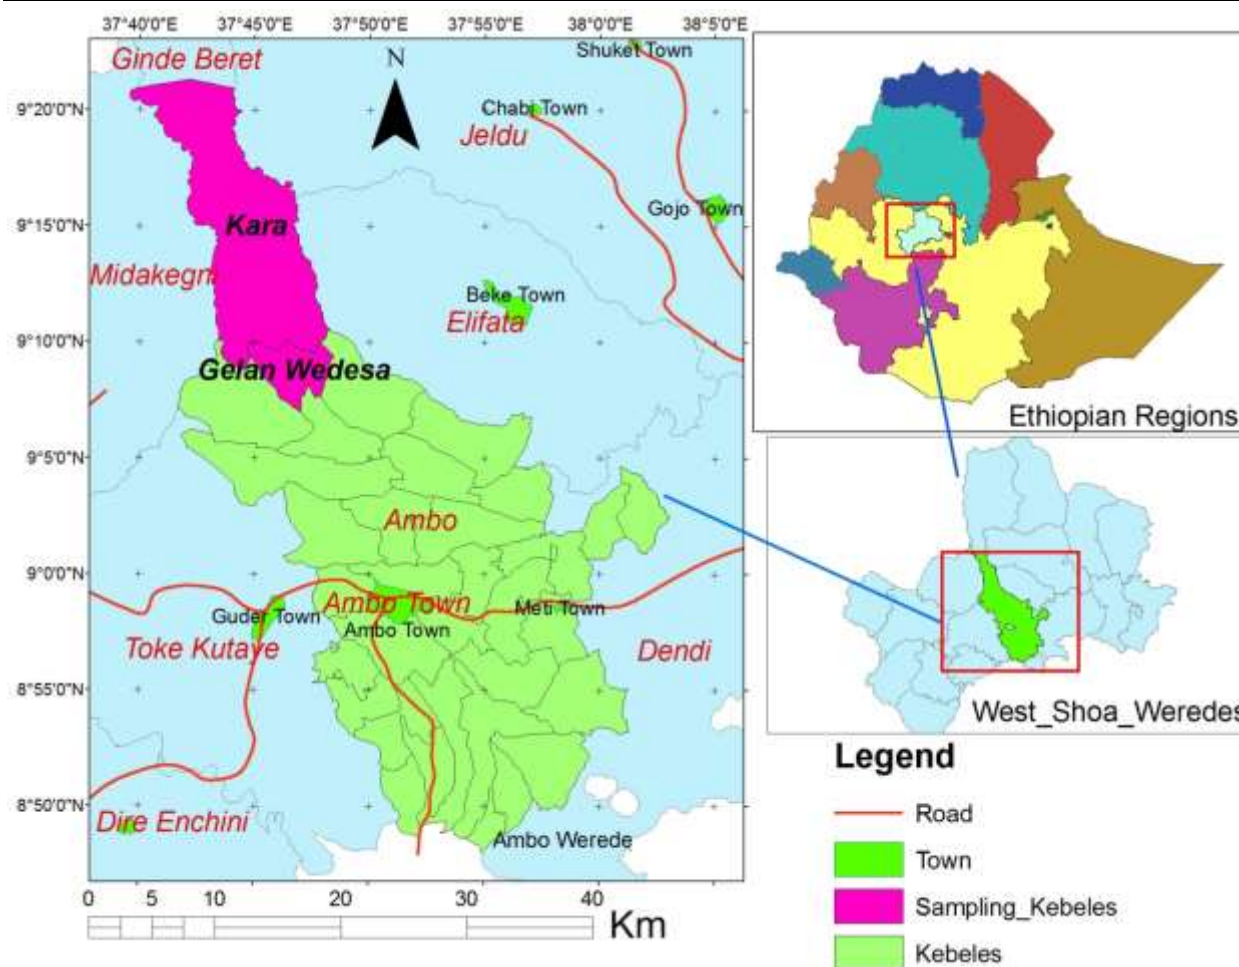 37°40'0"E 37°45'0"E 37°50'0"E 37°55'0"E 38°0'0"E 38°5'0"E
Ginde Beret
N
Shuket Town
9°20'0"N
Chabi Town
Jeldu
Gojo Town
9°15'0"N
Kara
Midakegni
Beke Town
Elifata
9°10'0"N
Gelan Wedesa
9°5'0"N
Ambo
9°0'0"N
Guder Town
Ambo Town
Ambo Town
Meti Town
Toke Kutaye
Dendi
8°55'0"N
8°50'0"N
Dire Enchini
Ambo Werede
0 5 10 20 30 40
Km
Ethiopian Regions
West_Shoa_Weredes
Legend
Road
Town
Sampling_Kebeles
Kebeles